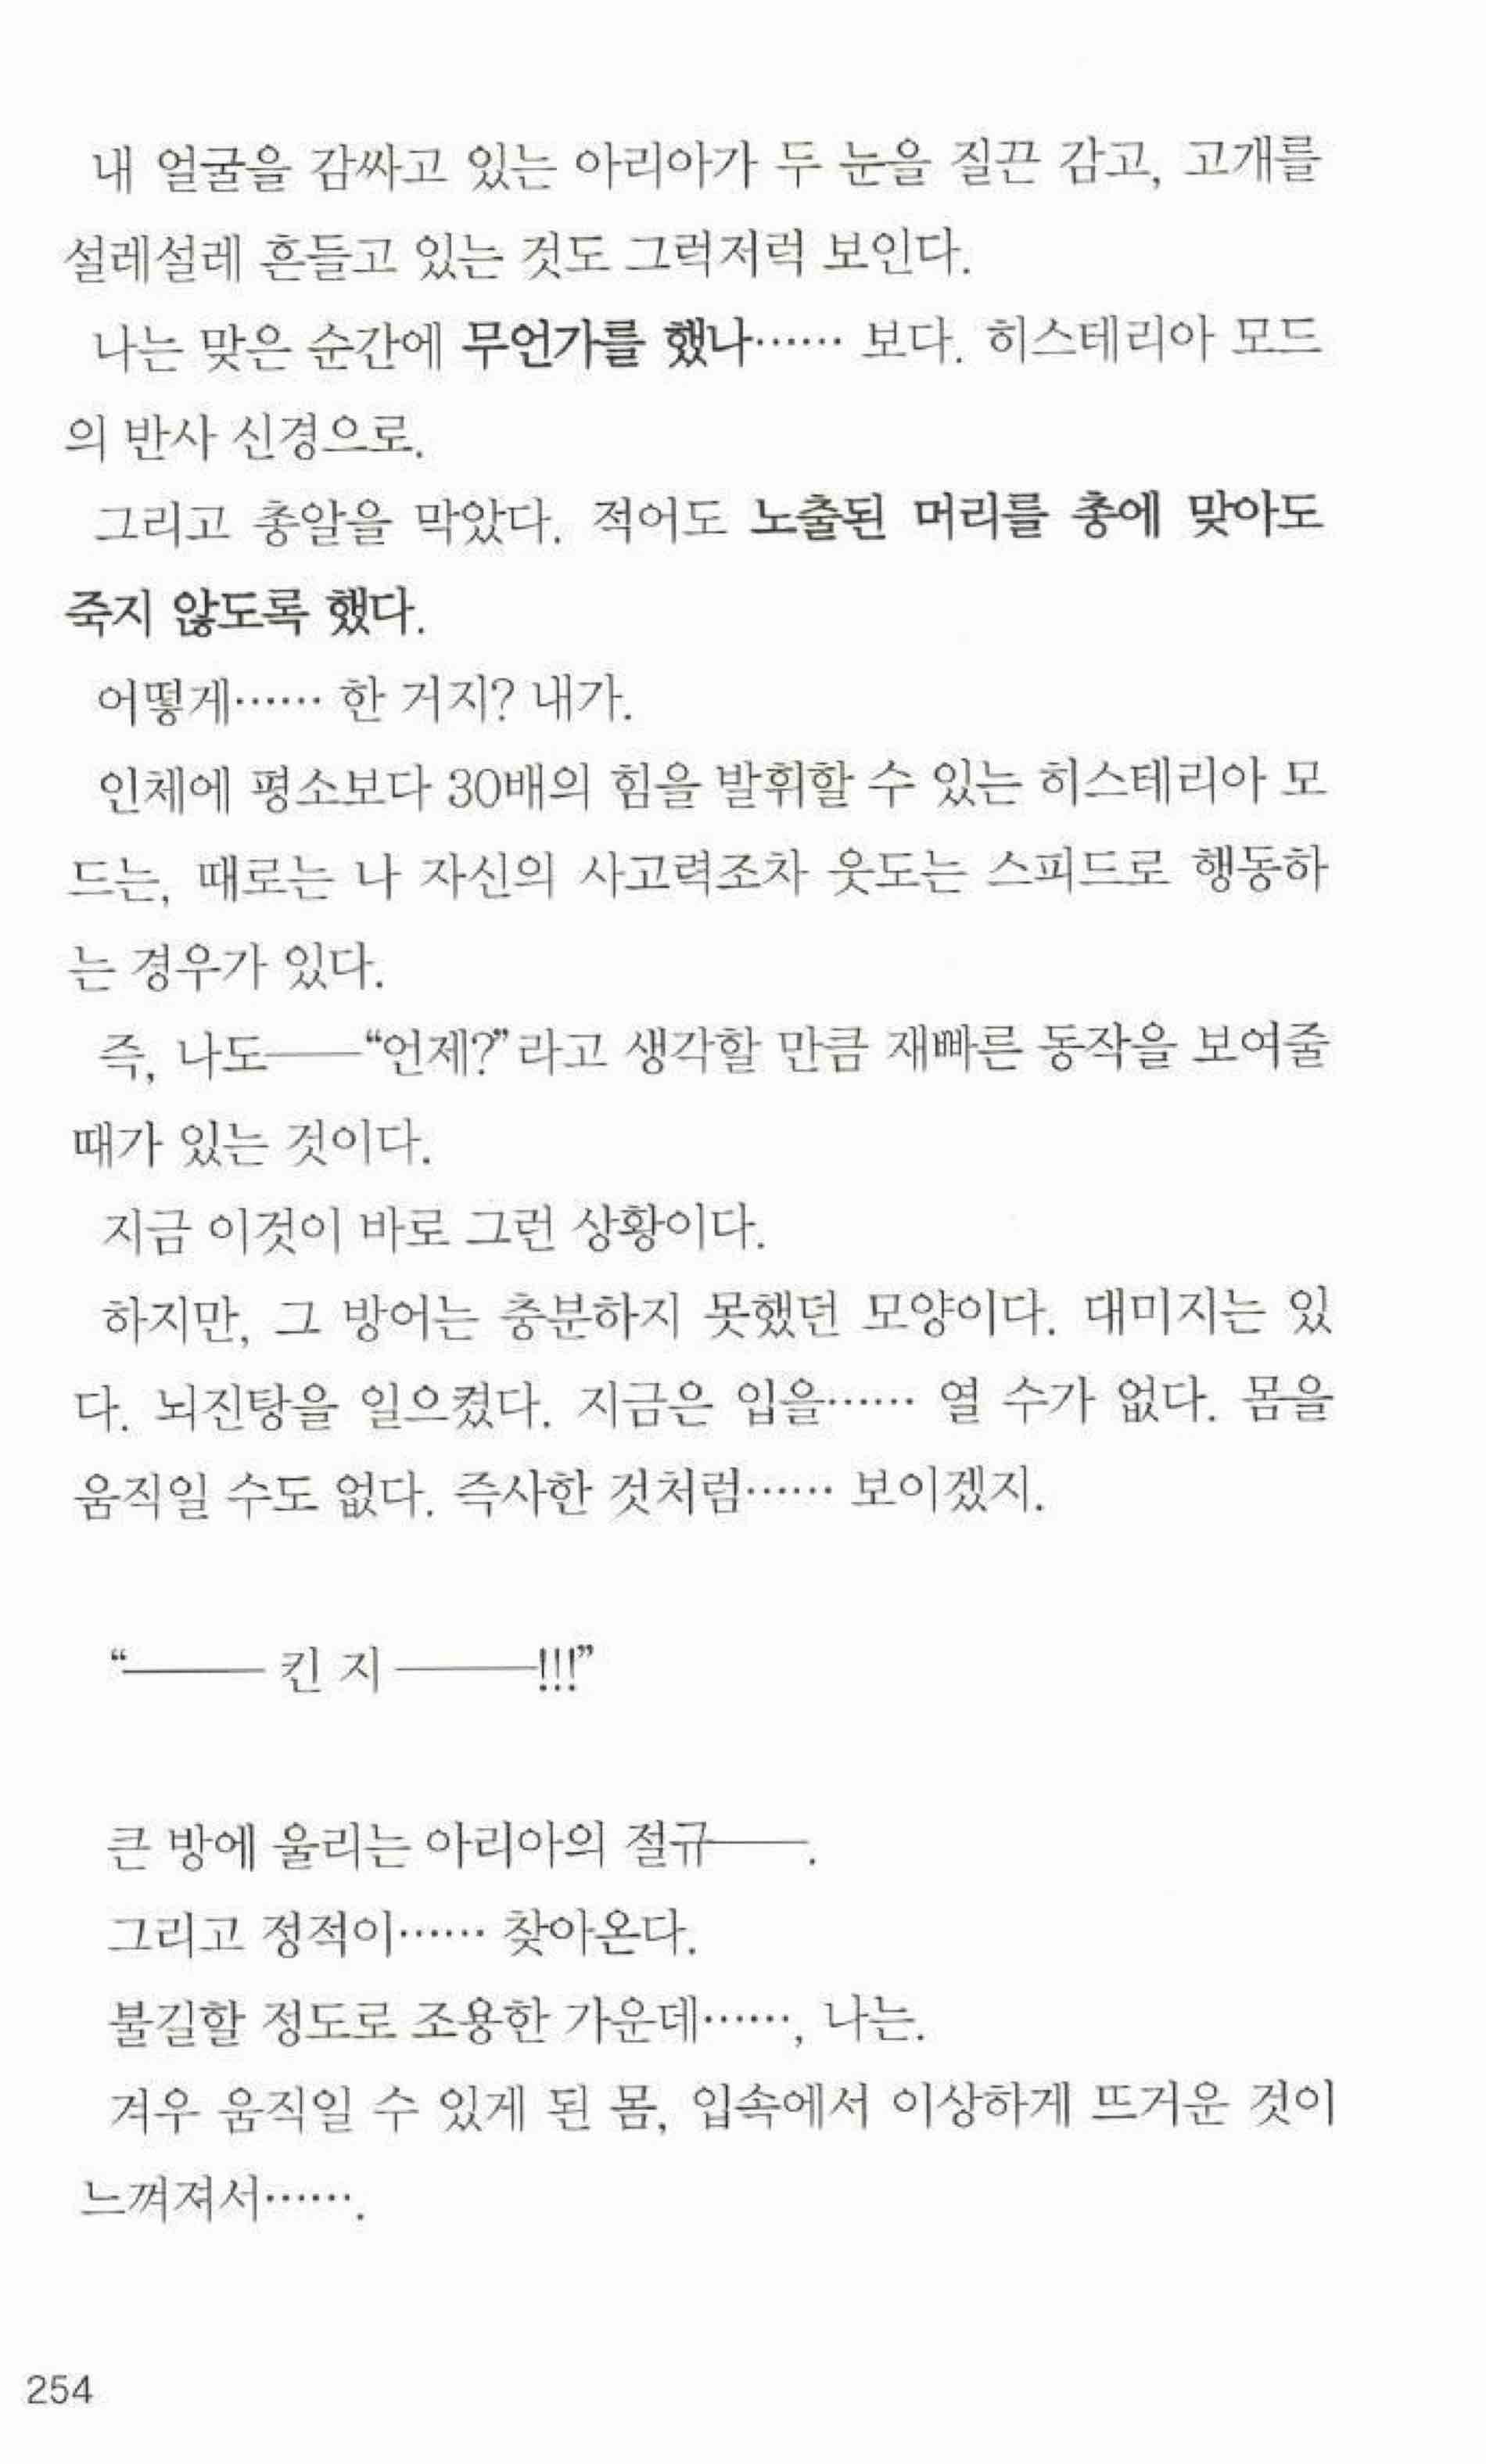 내 얼굴을 감싸고 있는 아리아가 두 눈을 질끈 감고, 고개를
설레설레 흔들고 있는 것도 그럭저럭 보인다.
나는 맞은 순간에 무언가를 했나…… 보다. 히스테리아 모드
의 반사 신경으로.
그리고 총알을 막았다. 적어도 노출된 머리를 총에 맞아도
죽지 않도록 했다.
어떻게…… 한 거지? 내가.
인체에 평소보다 30배의 힘을 발휘할 수 있는 히스테리아 모
드는, 때로는 나 자신의 사고력조차 웃도는 스피드로 행동하
는 경우가 있다.
즉, 나도――“언제?”라고 생각할 만큼 재빠른 동작을 보여줄
때가 있는 것이다.
지금 이것이 바로 그런 상황이다.
하지만, 그 방어는 충분하지 못했던 모양이다. 대미지는 있
다. 뇌진탕을 일으켰다. 지금은 입을…… 열 수가 없다. 몸을
움직일 수도 없다. 즉사한 것처럼…… 보이겠지.
“――― 킨 지 ―――!!!”
큰 방에 울리는 아리아의 절규――.
그리고 정적이…… 찾아온다.
불길할 정도로 조용한 가운데……, 나는.
겨우 움직일 수 있게 된 몸, 입속에서 이상하게 뜨거운 것이
느껴져서…….
254